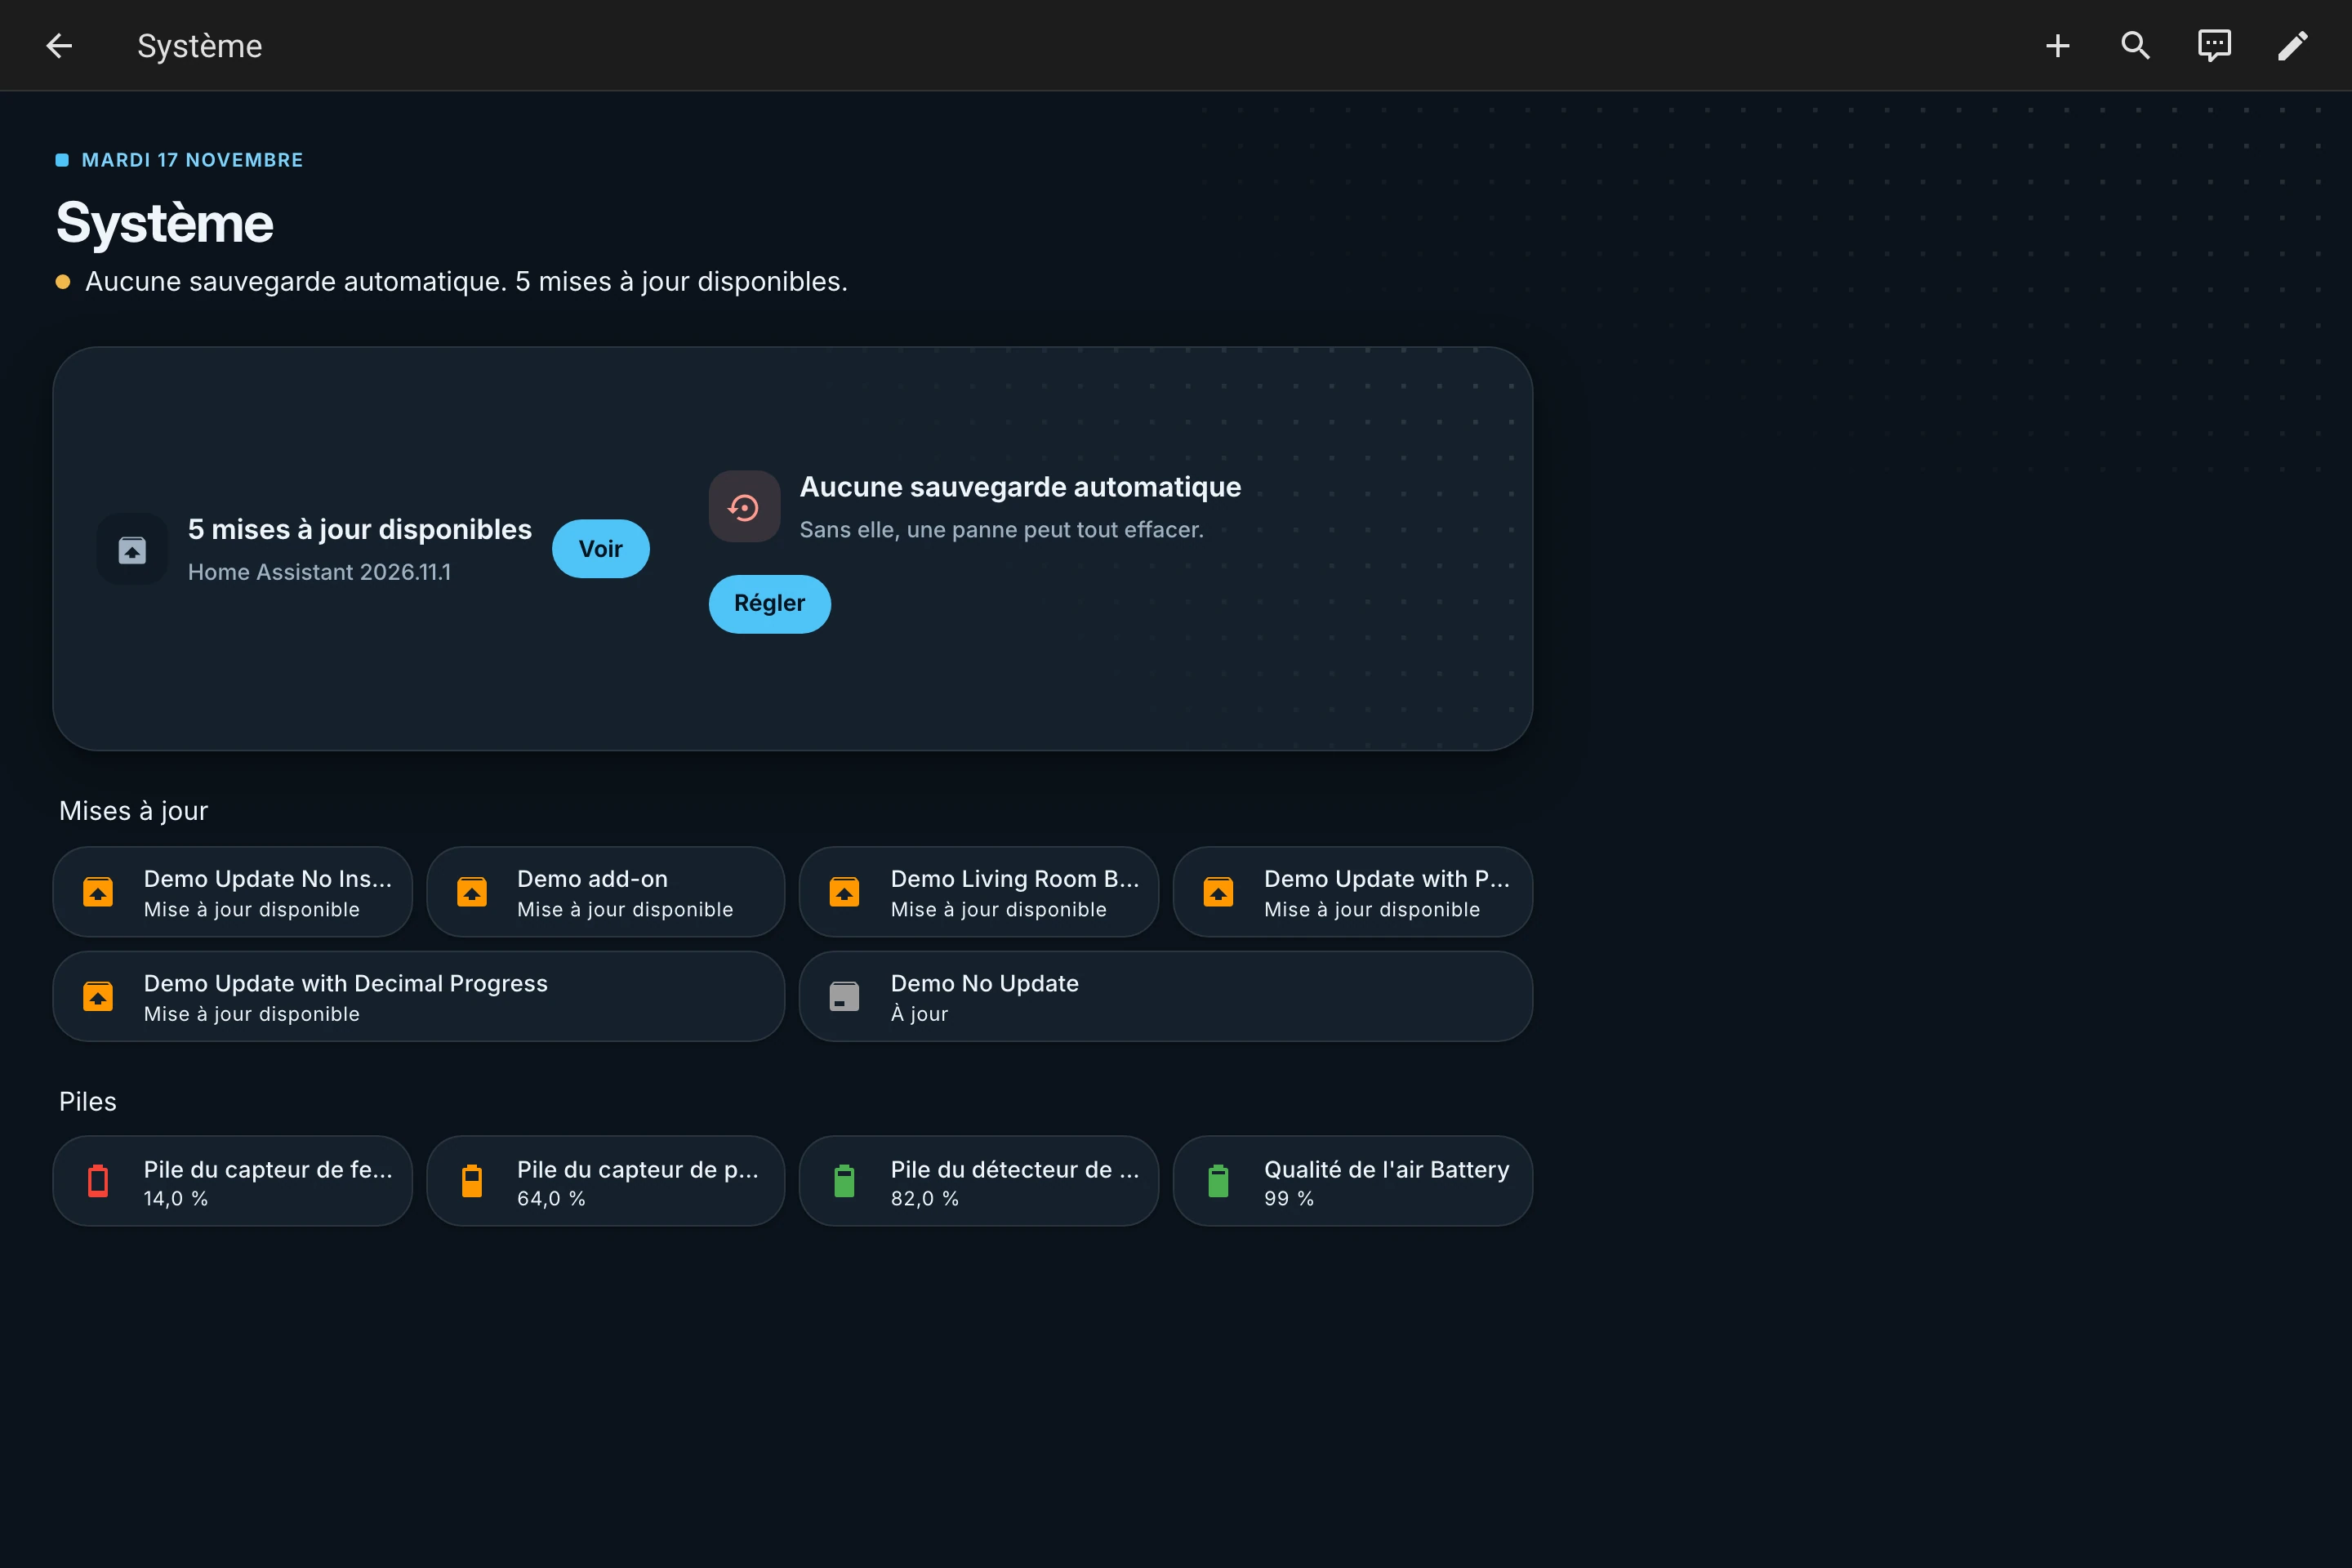 Système
MARDI 17 NOVEMBRE
Système
Aucune sauvegarde automatique. 5 mises à jour disponibles.
5 mises à jour disponibles
Home Assistant 2026.11.1
Voir
Aucune sauvegarde automatique
Sans elle, une panne peut tout effacer.
Régler
Mises à jour
Demo Update No Ins...
Mise à jour disponible
Demo add-on
Mise à jour disponible
Demo Living Room B...
Mise à jour disponible
Demo Update with P...
Mise à jour disponible
Demo Update with Decimal Progress
Mise à jour disponible
Demo No Update
À jour
Piles
Pile du capteur de fe...
14,0 %
Pile du capteur de p...
64,0 %
Pile du détecteur de ...
82,0 %
Qualité de l'air Battery
99 %